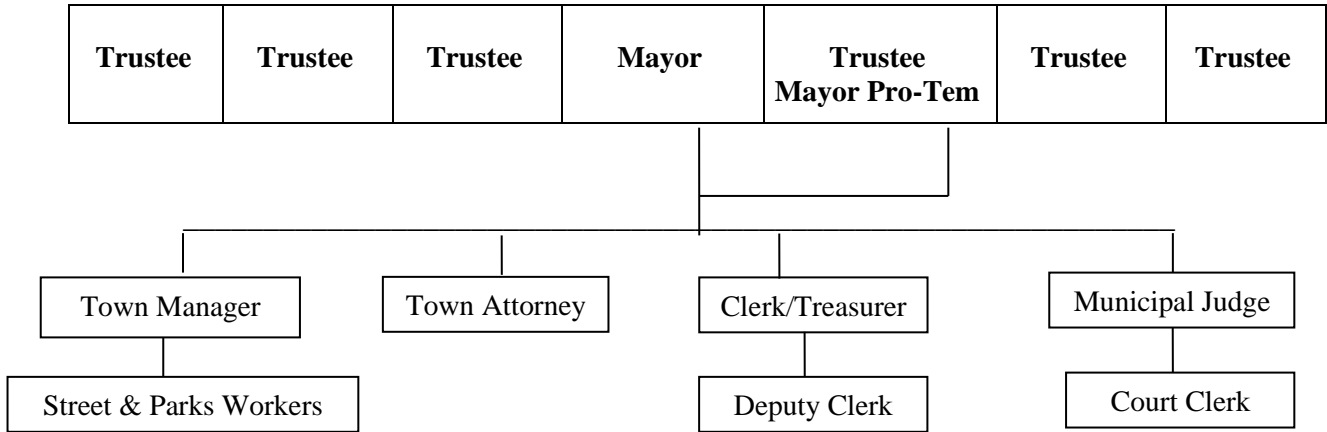 Trustee
Trustee
Trustee
Mayor
Trustee
Mayor Pro-Tem
Trustee
Trustee
Town Manager
Town Attorney
Clerk/Treasurer
Municipal Judge
Street & Parks Workers
Deputy Clerk
Court Clerk